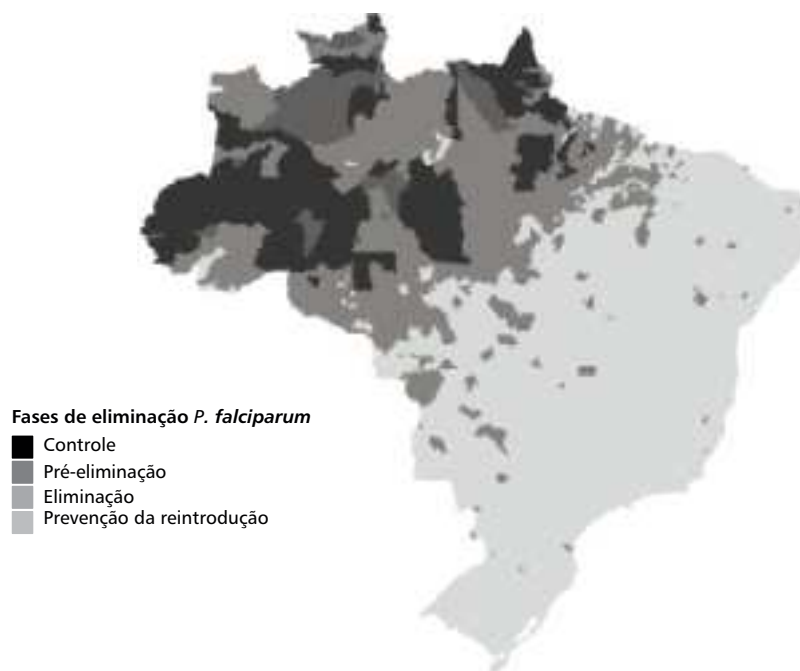 Fases de eliminação P. falciparum
Controle
Pré-eliminação
Eliminação
Prevenção da reintrodução